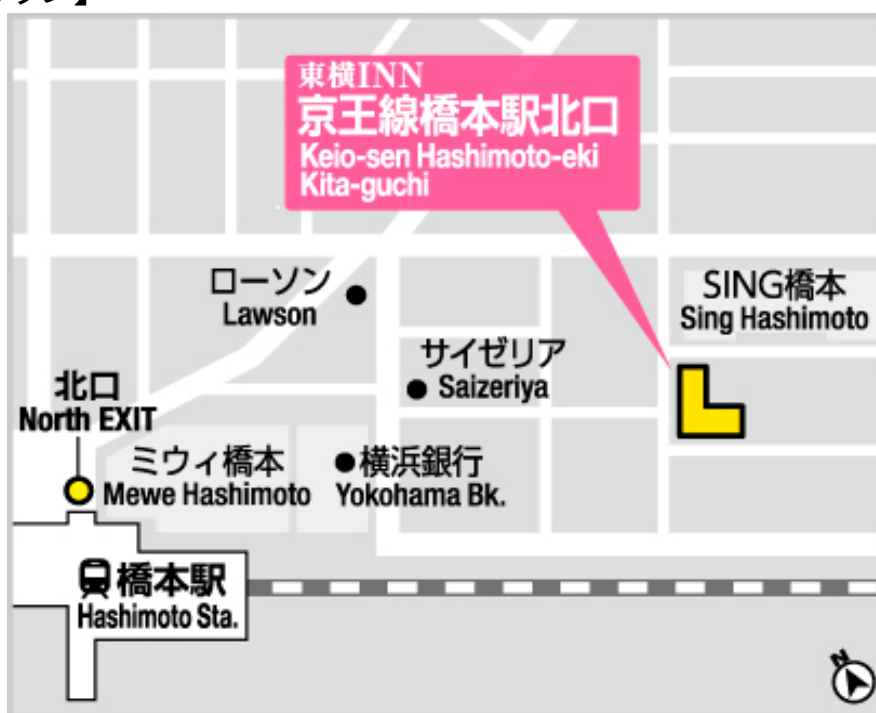 東横INN
京王線橋本駅北口
Keio-sen Hashimoto-eki
Kita-guchi
ローソン
Lawson
SING橋本
Sing Hashimoto
サイゼリア
Saizeriya
北口
North EXIT
ミウィ橋本
Mewe Hashimoto
横浜銀行
Yokohama Bk.
橋本駅
Hashimoto Sta.
N